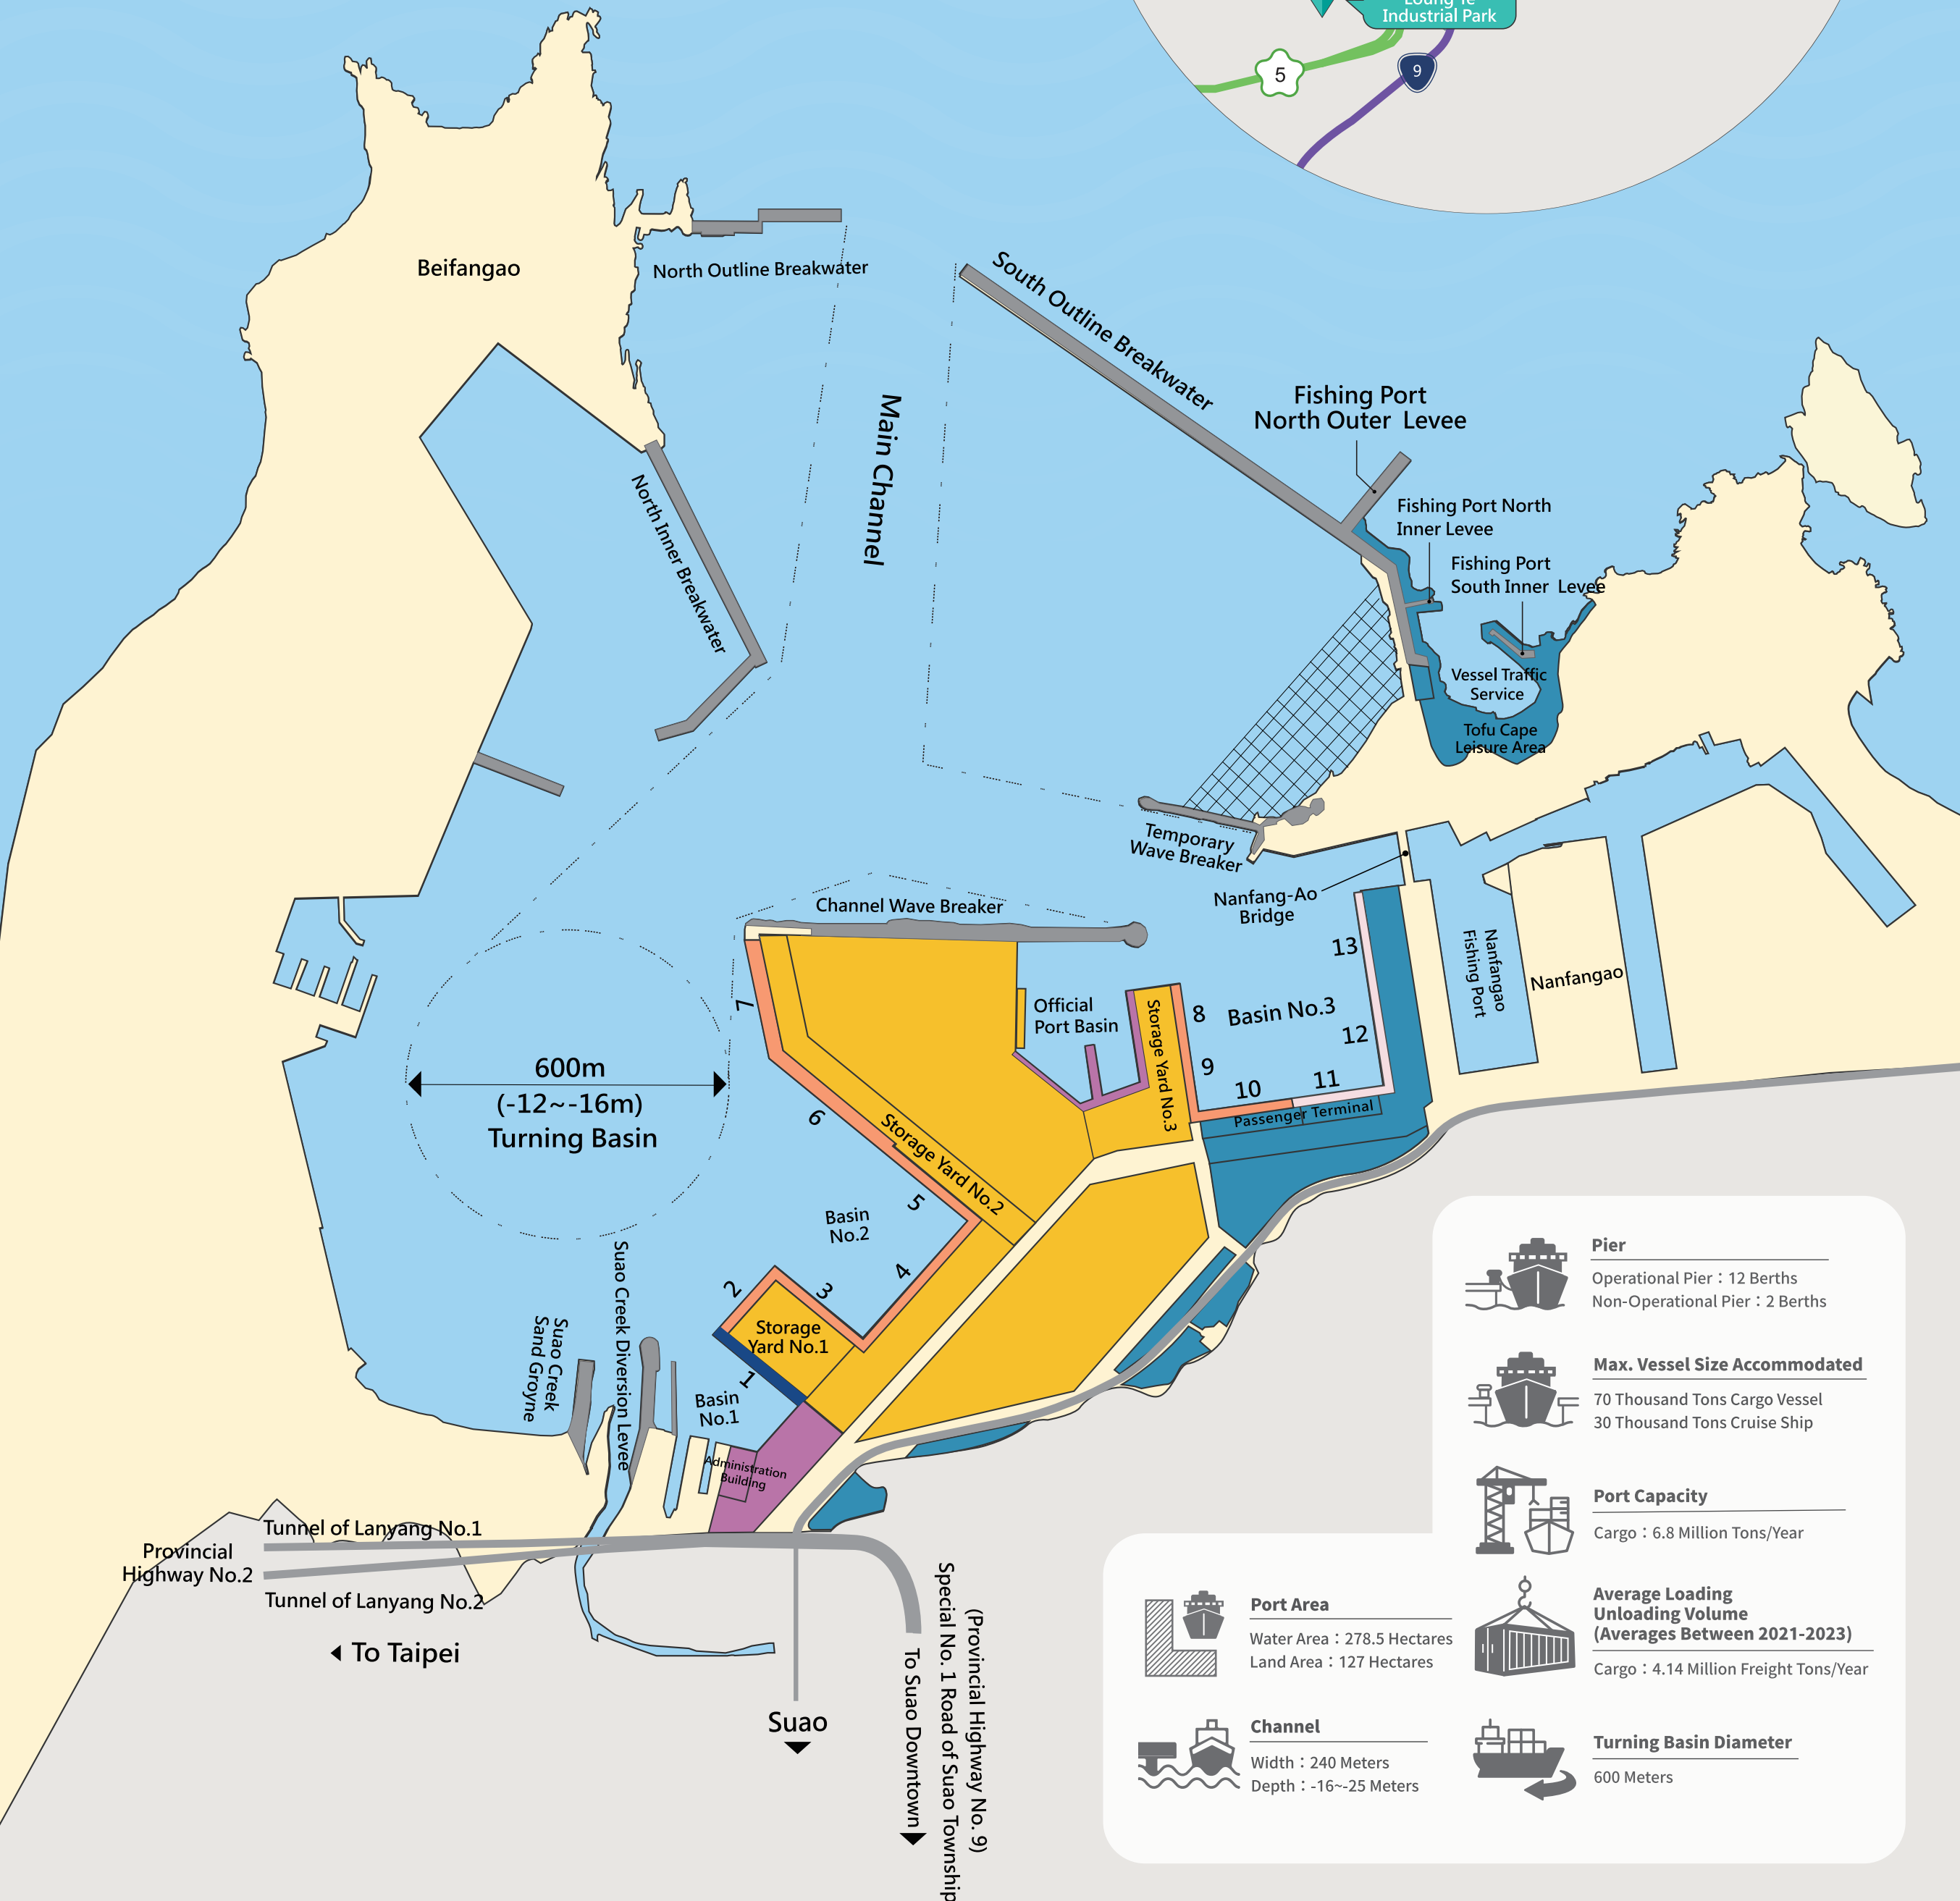 Industrial Park
5
9
Beifangao
North Outline Breakwater
South Outline Breakwater
Main Channel
North Inner Breakwater
Fishing Port
North Outer Levee
Fishing Port North
Inner Levee
Fishing Port
South Inner Levee
Vessel Traffic
Service
Tofu Cape
Leisure Area
Temporary
Wave Breaker
Nanfang-Ao
Bridge
Channel Wave Breaker
Nanfangao
Fishing Port
Nanfangao
Official
Port Basin
Storage Yard No.3
Basin No.3
13
12
11
10
9
8
7
6
5
4
3
2
1
Passenger Terminal
600m
(-12~-16m)
Turning Basin
Storage Yard No.2
Basin
No.2
Storage
Yard No.1
Basin
No.1
Suao Creek
Sand Groyne
Suao Creek Diversion Levee
Administration
Building
Tunnel of Lanyang No.1
Provincial
Highway No.2
Tunnel of Lanyang No.2
To Taipei
Suao
To Suao Downtown
Special No. 1 Road of Suao Township
(Provincial Highway No. 9)
Pier
Operational Pier：12 Berths
Non-Operational Pier：2 Berths
Max. Vessel Size Accommodated
70 Thousand Tons Cargo Vessel
30 Thousand Tons Cruise Ship
Port Capacity
Cargo：6.8 Million Tons/Year
Average Loading
Unloading Volume
(Averages Between 2021-2023)
Cargo：4.14 Million Freight Tons/Year
Turning Basin Diameter
600 Meters
Port Area
Water Area：278.5 Hectares
Land Area：127 Hectares
Channel
Width：240 Meters
Depth：-16~-25 Meters